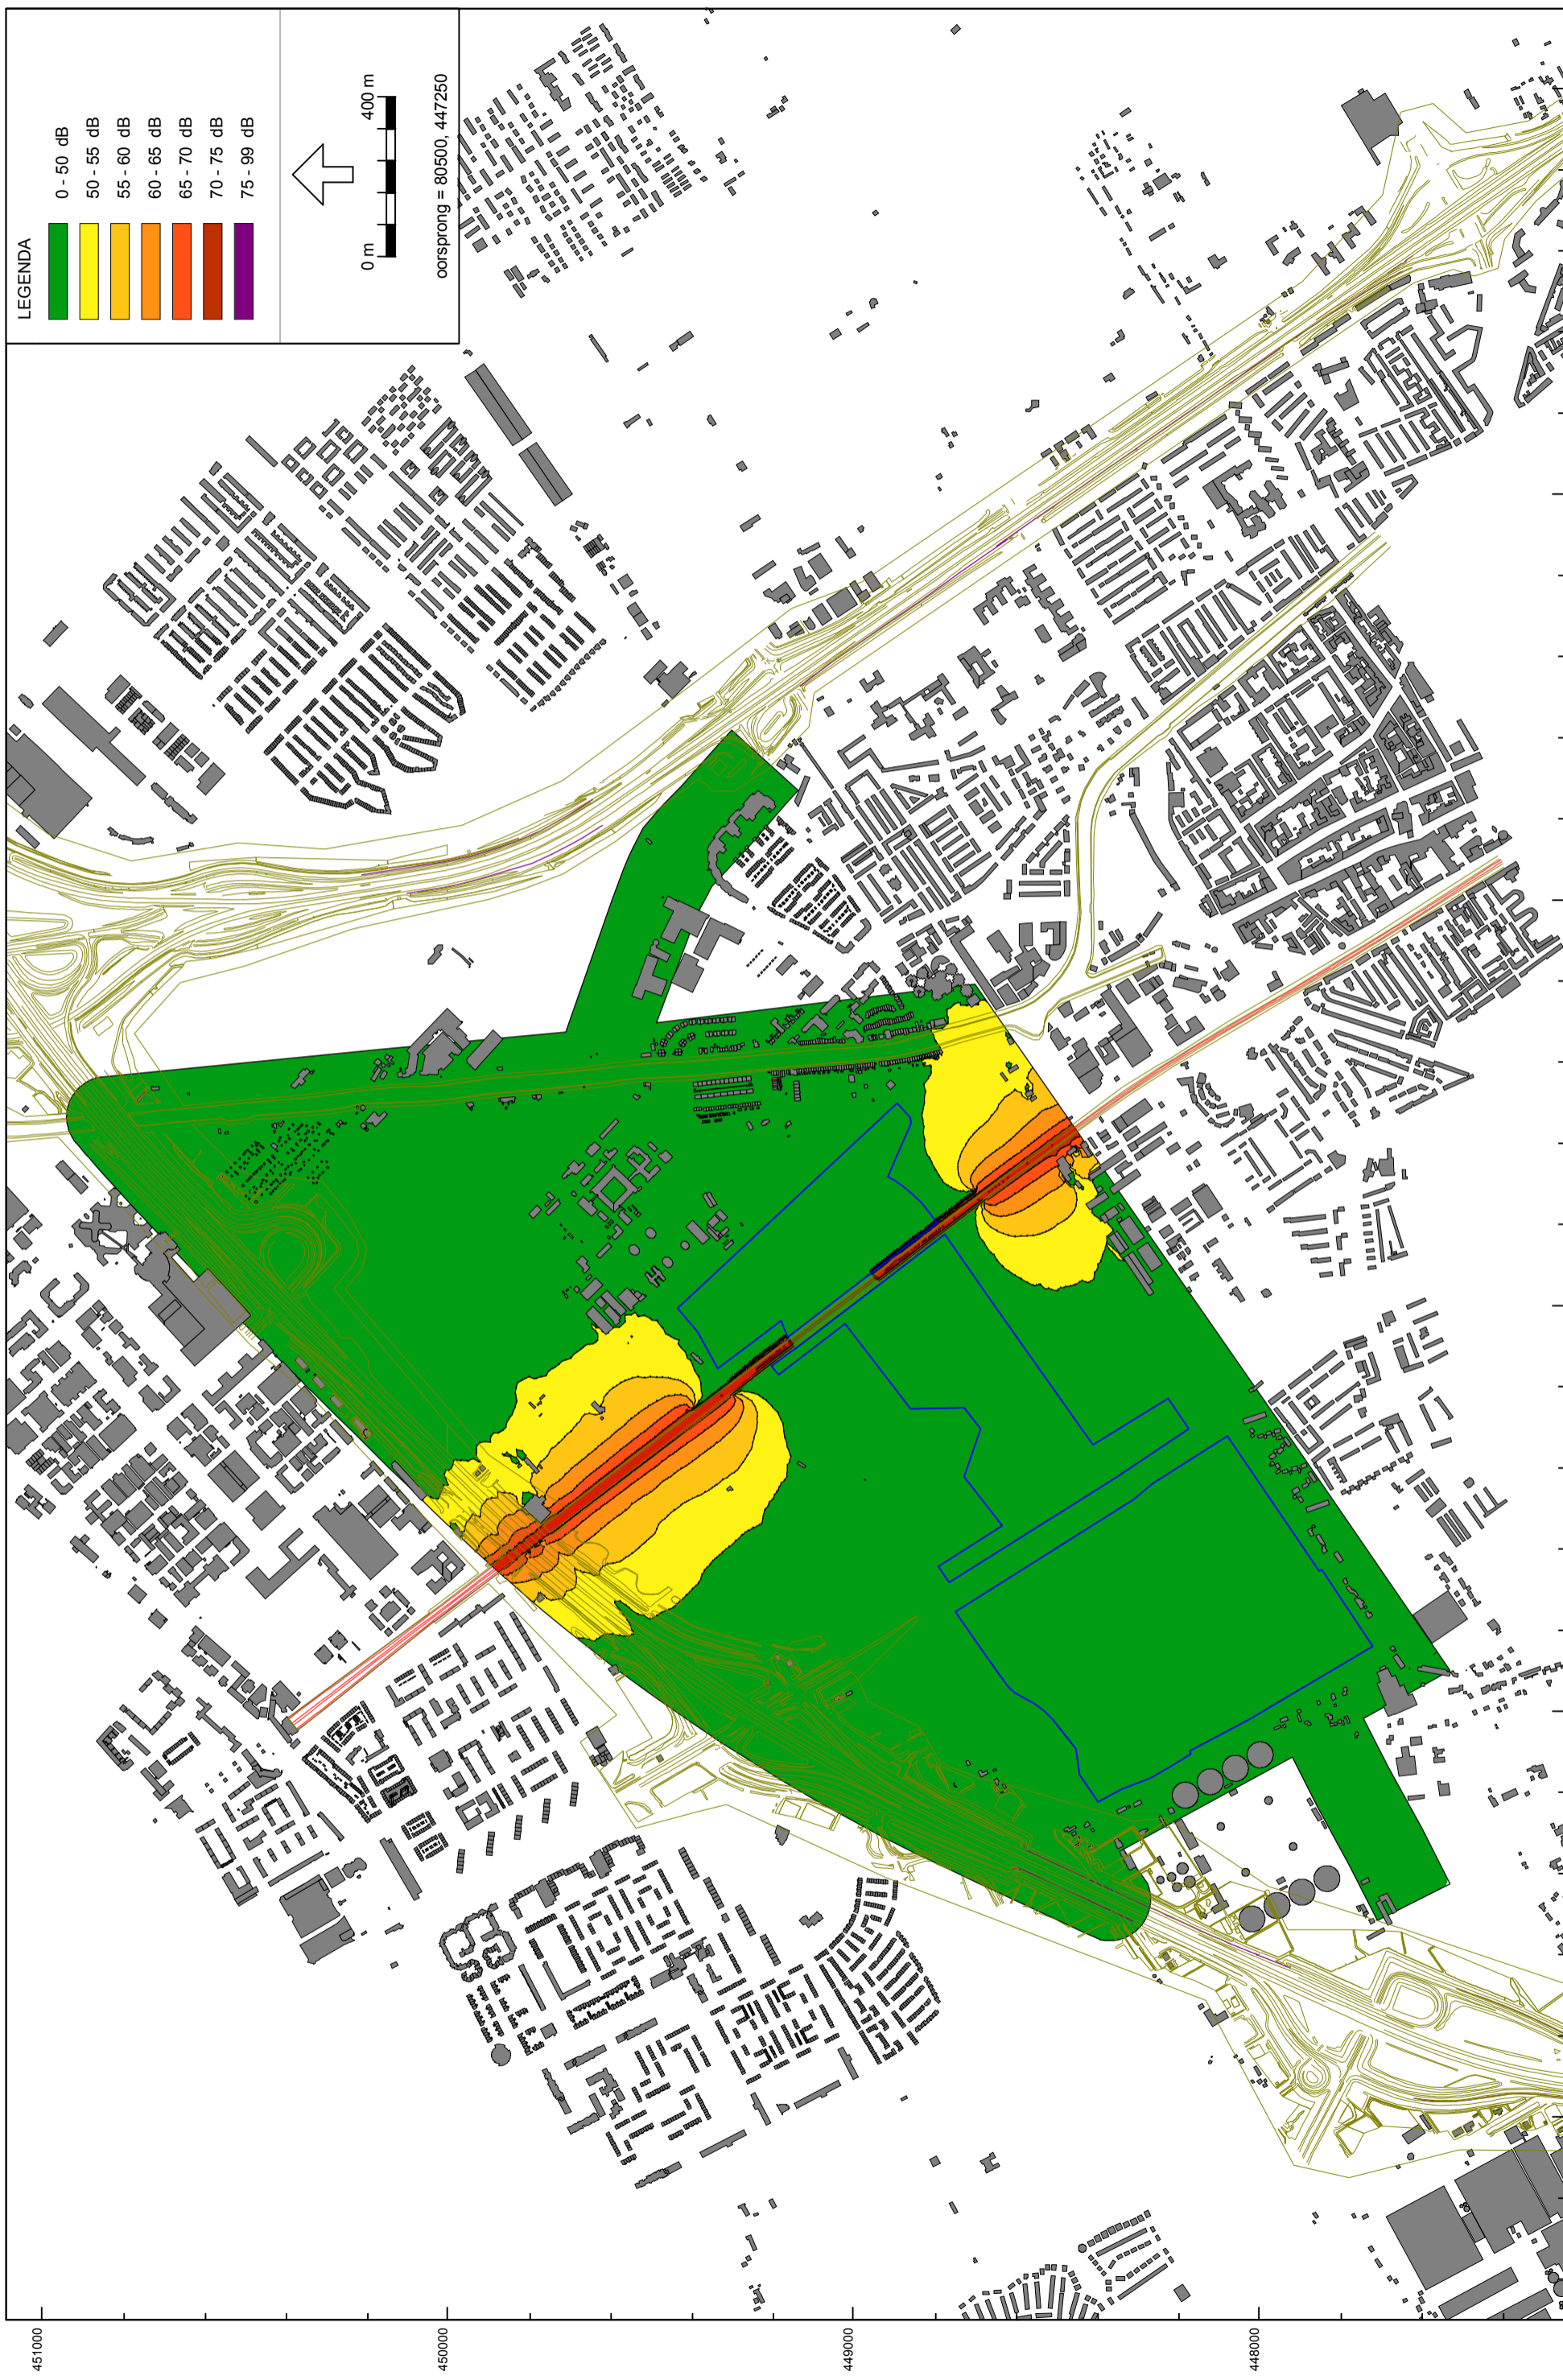 LEGENDA
0 - 50 dB
50 - 55 dB
55 - 60 dB
60 - 65 dB
65 - 70 dB
70 - 75 dB
75 - 99 dB
0 m 400 m
oorsprong = 80500, 447250
451000
450000
449000
448000